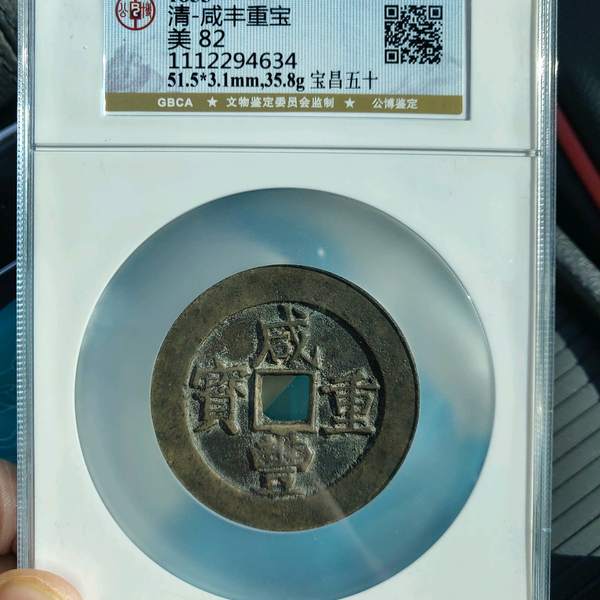 清-咸丰重宝
美 82
1112294634
51.5*3.1mm,35.8g 宝昌五十
GBCA ★ 文物鉴定委员会监制 ★ 公博鉴定
咸
寶 重
豐